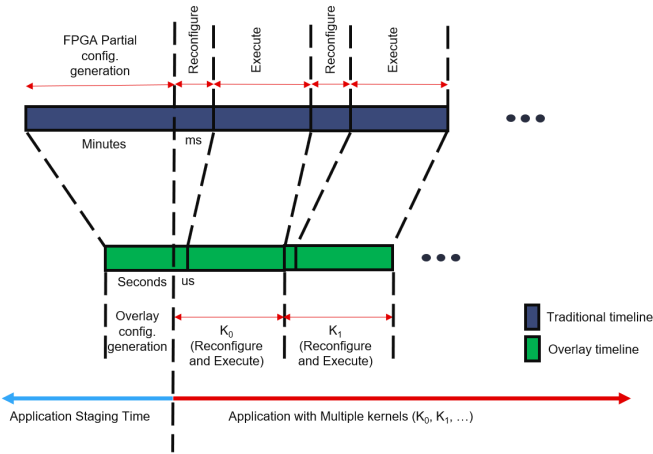 FPGA Partial
config.
generation
Reconfigure
Execute
Reconfigure
Execute
Minutes
ms
Seconds
us
Overlay
config.
generation
K0
(Reconfigure
and Execute)
K1
(Reconfigure
and Execute)
Traditional timeline
Overlay timeline
Application Staging Time
Application with Multiple kernels (K0, K1, …)